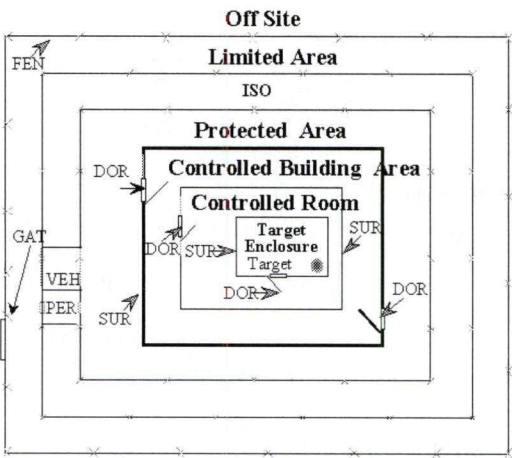 Off Site
FEN
Limited Area
ISO
Protected Area
DOR
Controlled Building Area
Controlled Room
Target
Enclosure
Target
GAT
DOR
SUR
SUR
VEH
PER
SUR
DOR
DOR